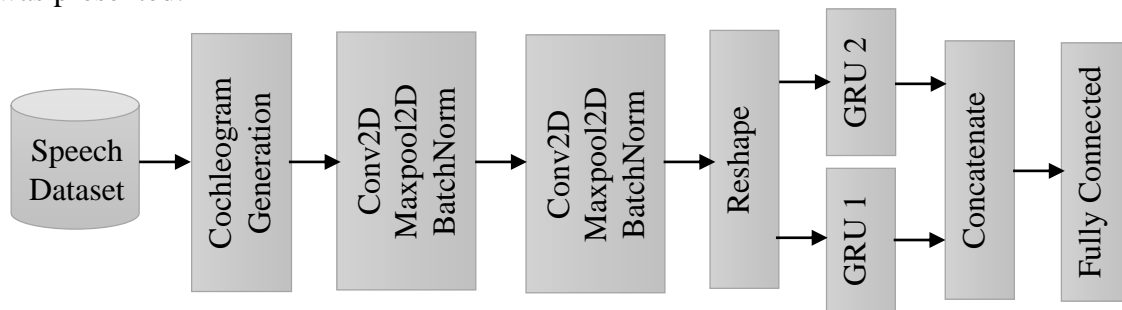 was presented.
Speech
Dataset
Cochleogram
Generation
Conv2D
Maxpool2D
BatchNorm
Conv2D
Maxpool2D
BatchNorm
Reshape
GRU 2
GRU 1
Concatenate
Fully Connected